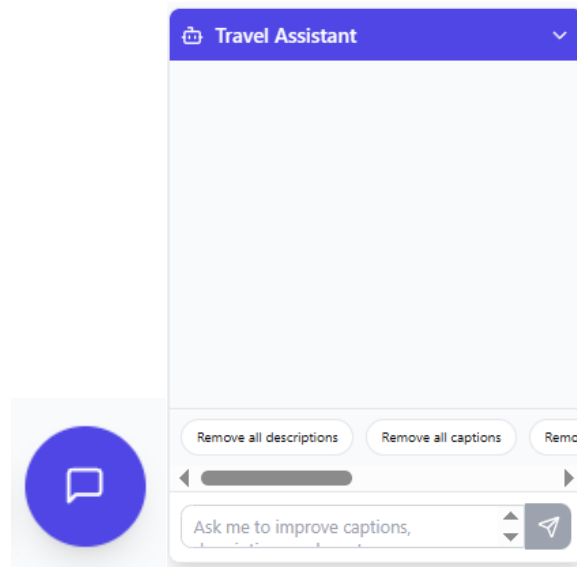 Travel Assistant
Remove all descriptions
Remove all captions
Ask me to improve captions,